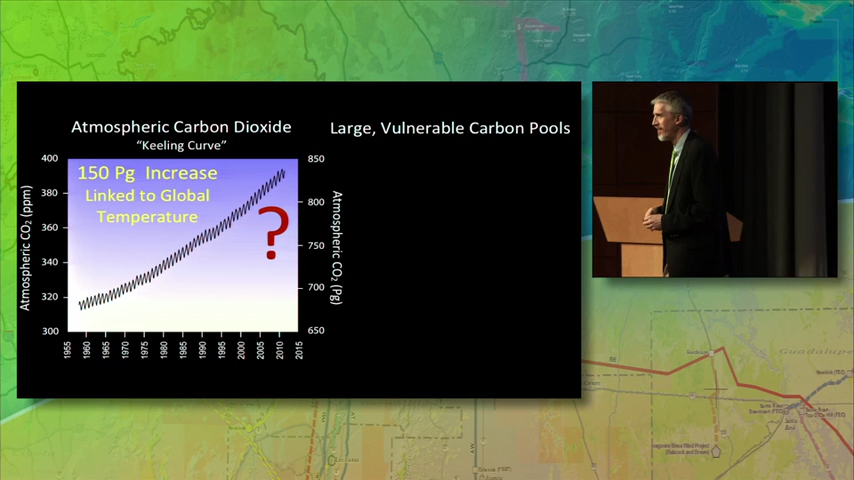 Atmospheric Carbon Dioxide
"Keeling Curve"
Large, Vulnerable Carbon Pools
150 Pg Increase
Linked to Global
Temperature
?
Atmospheric CO₂ (ppm)
400
380
360
340
320
300
850
800
750
700
650
Atmospheric CO₂ (Pg)
1955
1960
1965
1970
1975
1980
1985
1990
1995
2000
2005
2010
2015
Guadalupe